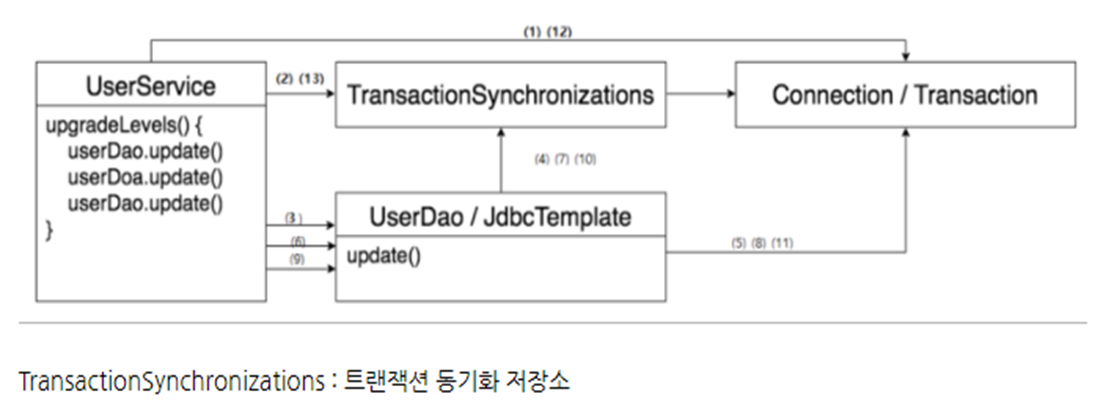 (1) (12)
UserService
(2) (13)
TransactionSynchronizations
Connection / Transaction
upgradeLevels() {
userDao.update()
userDoa.update()
userDao.update()
}
(4) (7) (10)
(3)
(6)
(9)
UserDao / JdbcTemplate
update()
(5) (8) (11)
TransactionSynchronizations : 트랜잭션 동기화 저장소